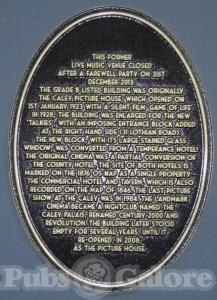 THIS FORMER
LIVE MUSIC VENUE CLOSED
AFTER A FAREWELL PARTY ON 31ST
DECEMBER 2013
THE GRADE B LISTED BUILDING WAS ORIGINALLY
THE CALEY PICTURE HOUSE, WHICH OPENED ON
1ST JANUARY 1923 WITH A SILENT FILM, 'GAME OF LIFE'.
IN 1928, THE BUILDING WAS ENLARGED FOR THE NEW
'TALKIES', WITH AN IMPOSING ENTRANCE BLOCK ADDED
AT THE RIGHT HAND SIDE (31 LOTHIAN ROAD).
THE NEW BLOCK, WITH ITS LARGE STAINED GLASS
WINDOW, WAS CONVERTED FROM A TEMPERANCE HOTEL.
THE ORIGINAL CINEMA WAS A PARTIAL CONVERSION OF
THE COUNTY HOTEL. THE SITE OF BOTH HOTELS IS
MARKED ON THE 1876 OS MAP AS A SINGLE PROPERTY
– COMMERCIAL HOTEL AND TAVERN, WHICH IS ALSO
RECORDED ON THE MAP OF 1846. THE LAST PICTURE
SHOW AT THE CALEY WAS IN 1984. THE LANDMARK
CINEMA BECAME A NIGHTCLUB NAMED THE
CALEY PALAIS, RENAMED CENTURY 2000 AND
REVOLUTION. THE BUILDING LATER STOOD
EMPTY FOR SEVERAL YEARS, UNTIL IT
RE-OPENED, IN 2008,
AS THE PICTURE HOUSE.